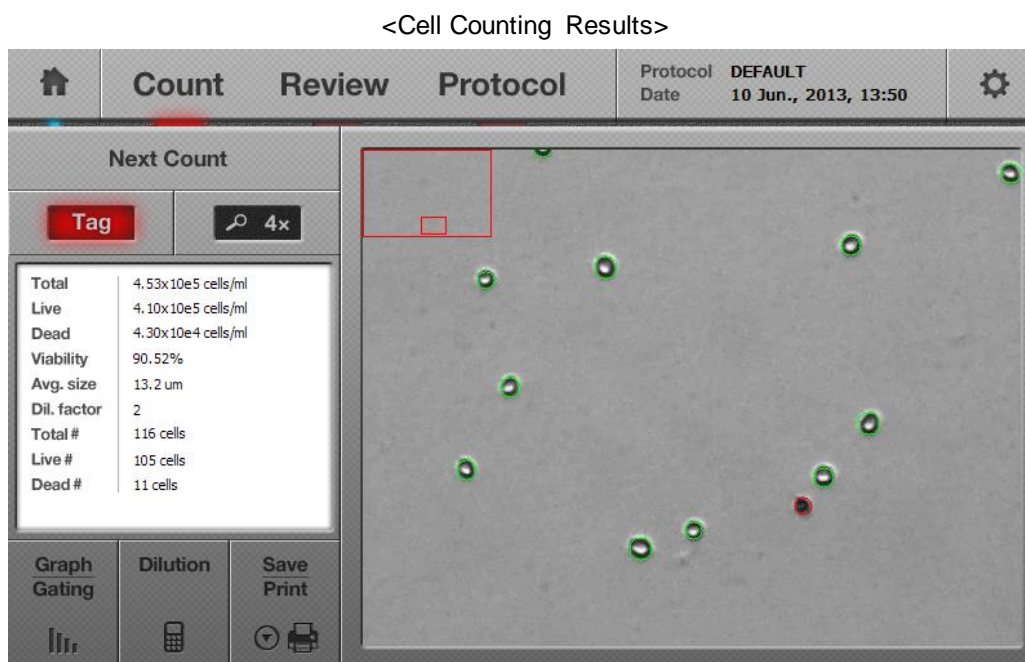 <Cell Counting Results>
Count Review Protocol
Protocol DEFAULT
Date 10 Jun., 2013, 13:50
Next Count
Tag 4x
Total 4.53x10e5 cells/ml
Live 4.10x10e5 cells/ml
Dead 4.30x10e4 cells/ml
Viability 90.52%
Avg. size 13.2 um
Dil. factor 2
Total # 116 cells
Live # 105 cells
Dead # 11 cells
Graph
Gating
Dilution
Save
Print